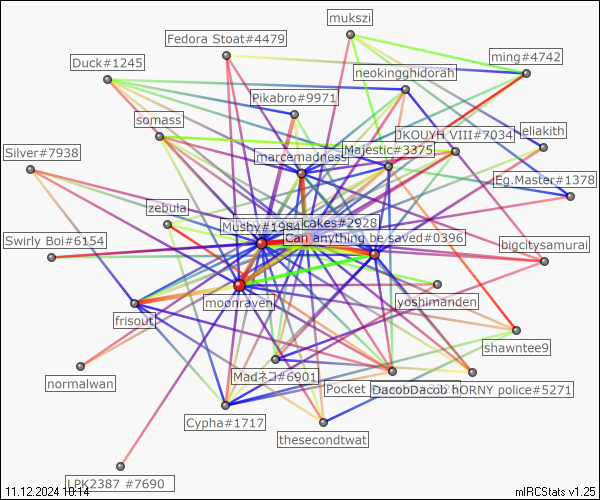 mukszi
Fedora Stoat#4479
ming#4742
Duck#1245
neokingghidorah
Pikabro#9971
somass
eliakith
JKOUYH VIII#7034
Majestic#3375
Silver#7938
marcemadness
Eg.Master#1378
zebula
Mushy#1984
cakes#2928
Swirly Boi#6154
Can anything be saved#0396
bigcitysamurai
moonraven
yoshimanden
frisout
shawntee9
Madネコ#6901
normalwan
Pocket
DacobDacob hORNY police#5271
Cypha#1717
thesecondtwat
LPK2387 #7690
11.12.2024 10:14
mIRCStats v1.25